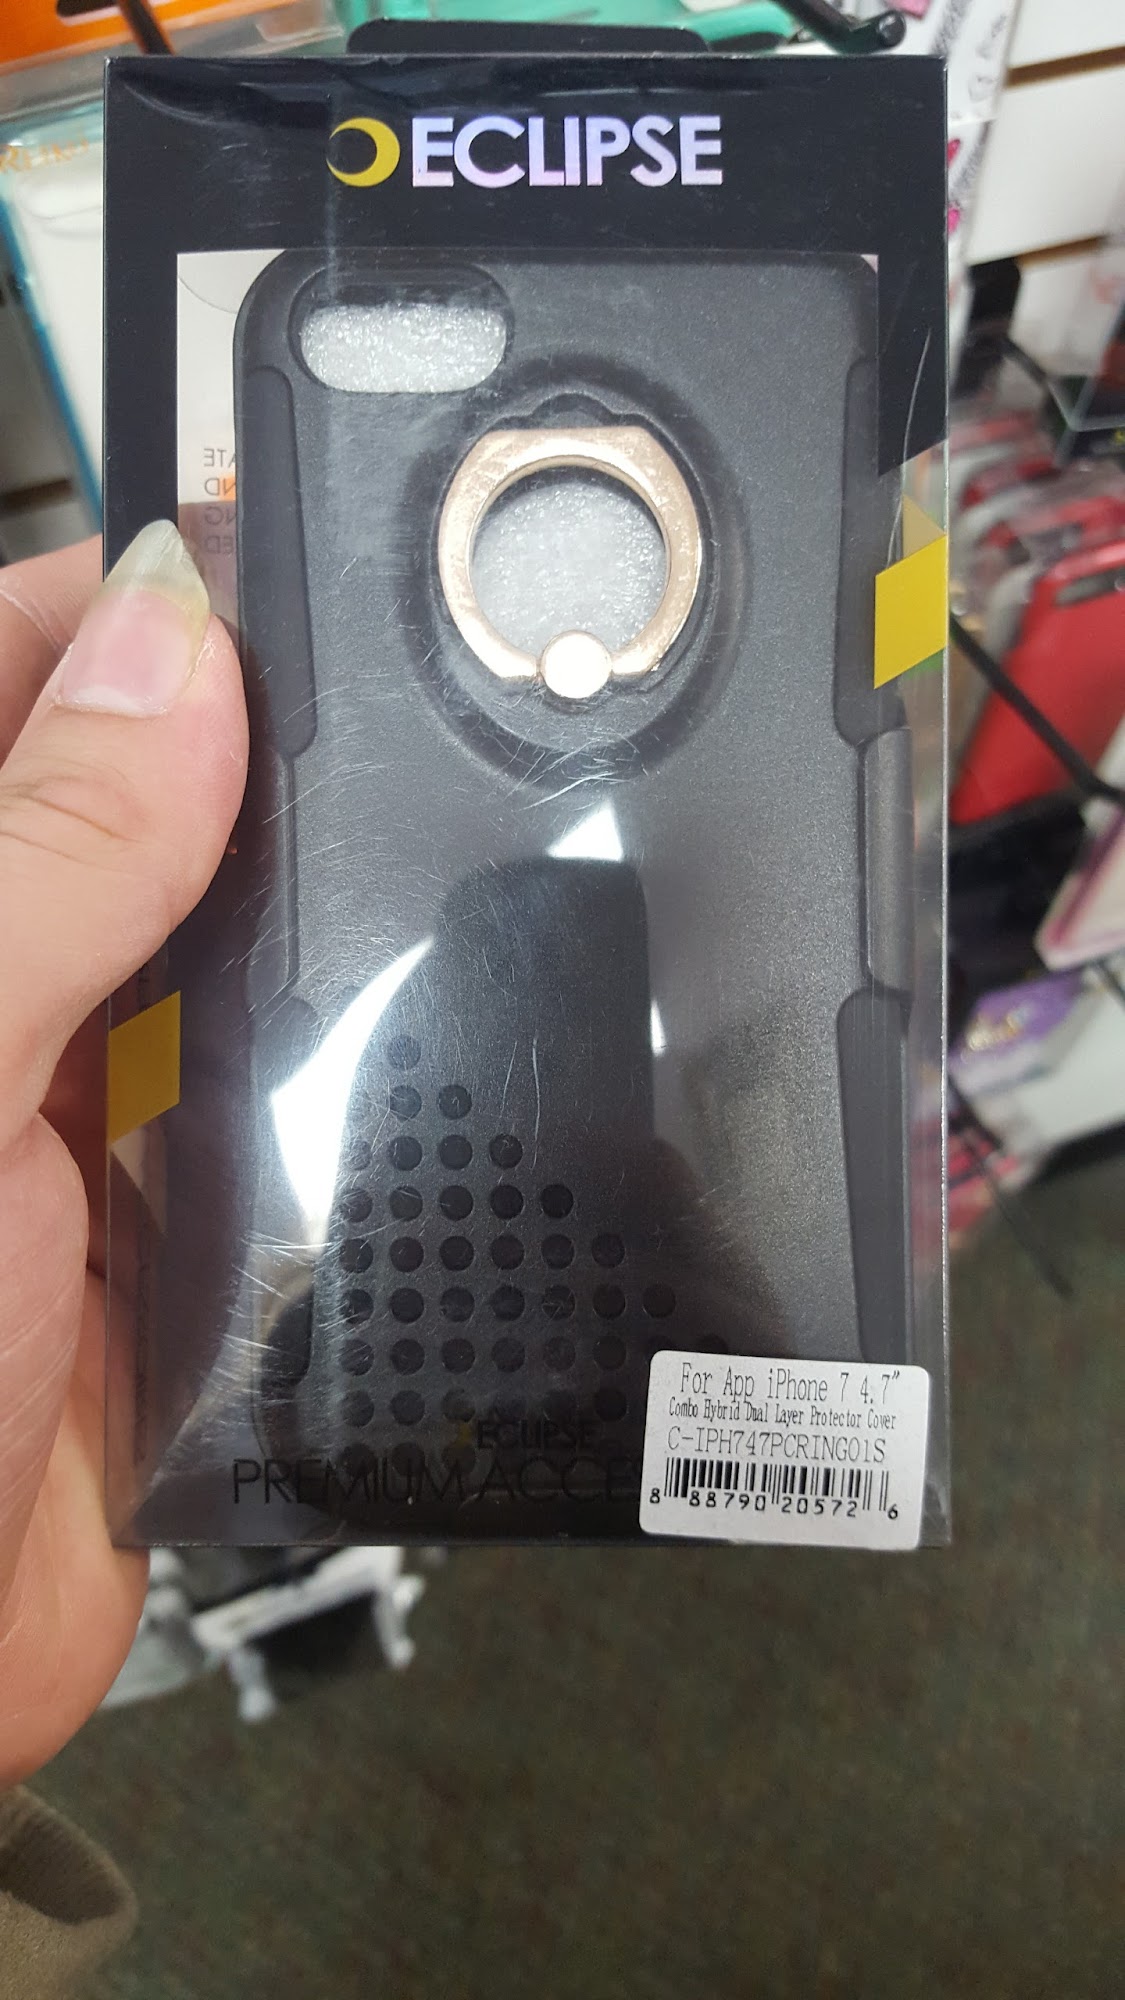 ECLIPSE
ECLIPSE
PREMIUM ACCE
For App iPhone 7 4.7"
Combo Hybrid Dual Layer Protector Cover
C-IPH747PCRING01S
8 88790 20572 6